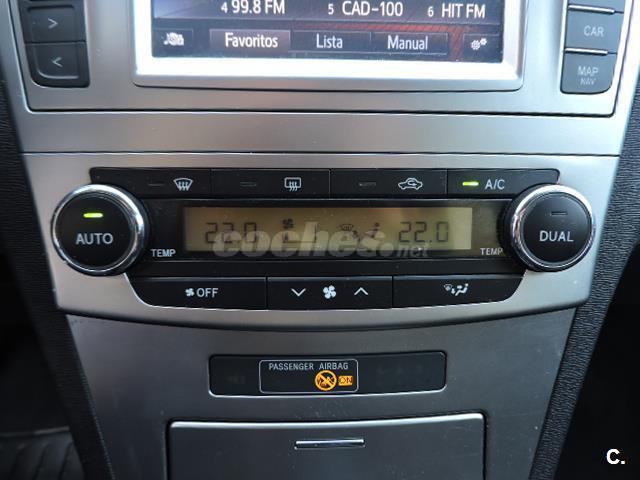 4 99.8 FM 5 CAD-100 6 HIT FM
Favoritos Lista Manual
CAR
MAP
NAV
A/C
AUTO
22.0 22.0
DUAL
TEMP TEMP
coches.net
OFF
PASSENGER AIRBAG
ON
C.